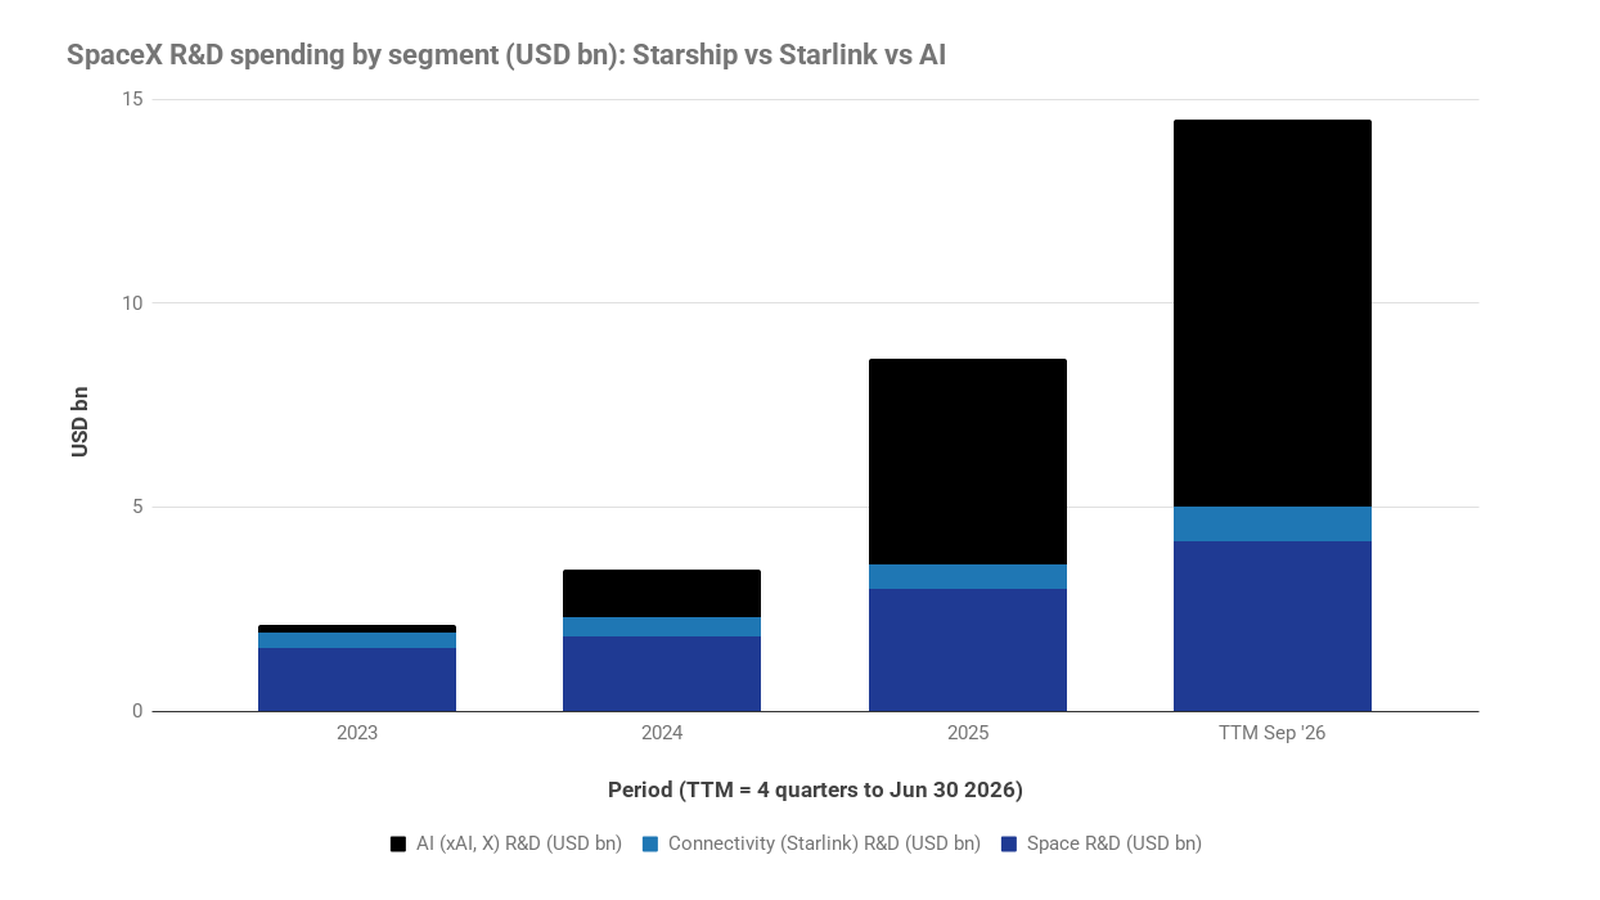 SpaceX R&D spending by segment (USD bn): Starship vs Starlink vs AI
15
10
5
0
USD bn
2023
2024
2025
TTM Sep '26
Period (TTM = 4 quarters to Jun 30 2026)
AI (xAI, X) R&D (USD bn)
Connectivity (Starlink) R&D (USD bn)
Space R&D (USD bn)